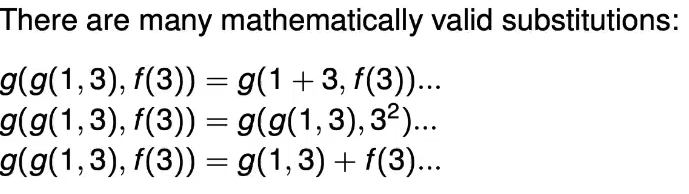 There are many mathematically valid substitutions:
g(g(1,3), f(3)) = g(1 + 3, f(3))...
g(g(1,3), f(3)) = g(g(1,3), 3²)...
g(g(1,3), f(3)) = g(1,3) + f(3)...